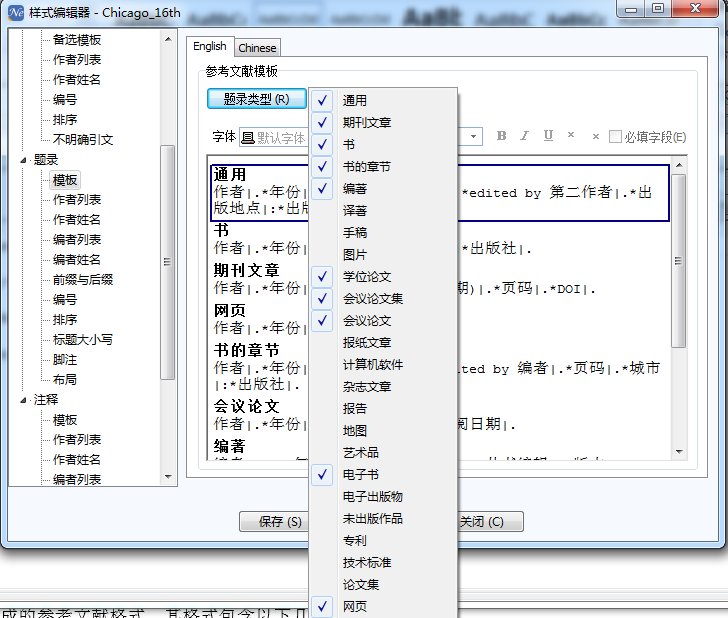 样式编辑器 - Chicago_16th
备选模板
作者列表
作者姓名
编号
排序
不明确引文
题录
模板
作者列表
作者姓名
编者列表
编者姓名
前缀与后缀
编号
排序
标题大小写
脚注
布局
注释
模板
作者列表
作者姓名
编者列表
English
Chinese
参考文献模板
题录类型 (R)
字体
默认字体
B I U × × 必填字段(E)
通用
作者|.*年份| *edited by 第二作者|.*出
版地点|:*出版
书
作者|.*年份| *出版社|.
期刊文章
作者|.*年份| 期)|.*页码|.*DOI|.
网页
作者|.*年份|
书的章节
作者|.*年份| ted by 编者|.*页码|.*城市
|:*出版社|.
会议论文
作者|.*年份| 阅日期|.
编著
通用
期刊文章
书
书的章节
编著
译著
手稿
图片
学位论文
会议论文集
会议论文
报纸文章
计算机软件
杂志文章
报告
地图
艺术品
电子书
电子出版物
未出版作品
专利
技术标准
论文集
网页
保存 (S)
关闭 (C)
成的参考文献格式，其格式包含以下几